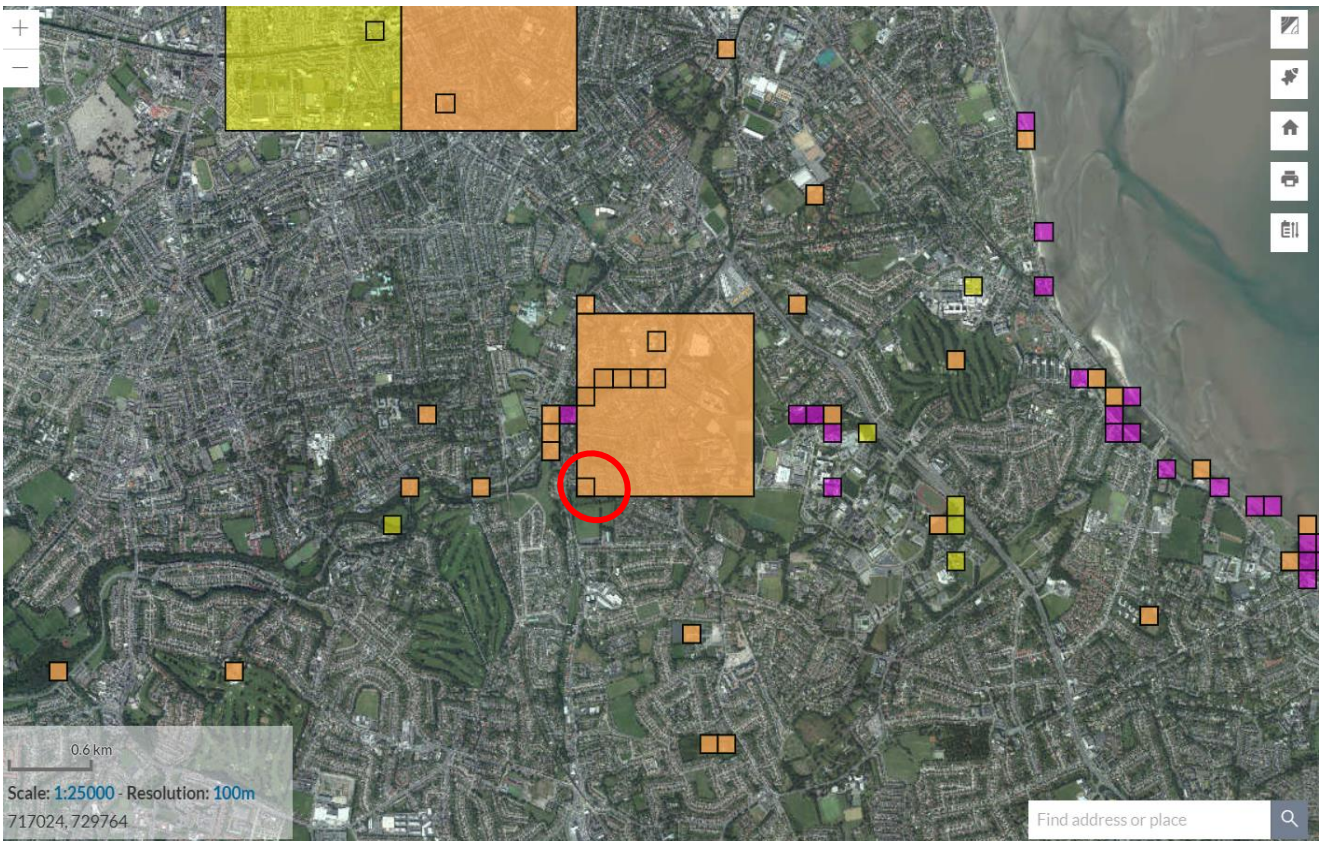 0.6 km
Scale: 1:25000 - Resolution: 100m
717024, 729764
Find address or place